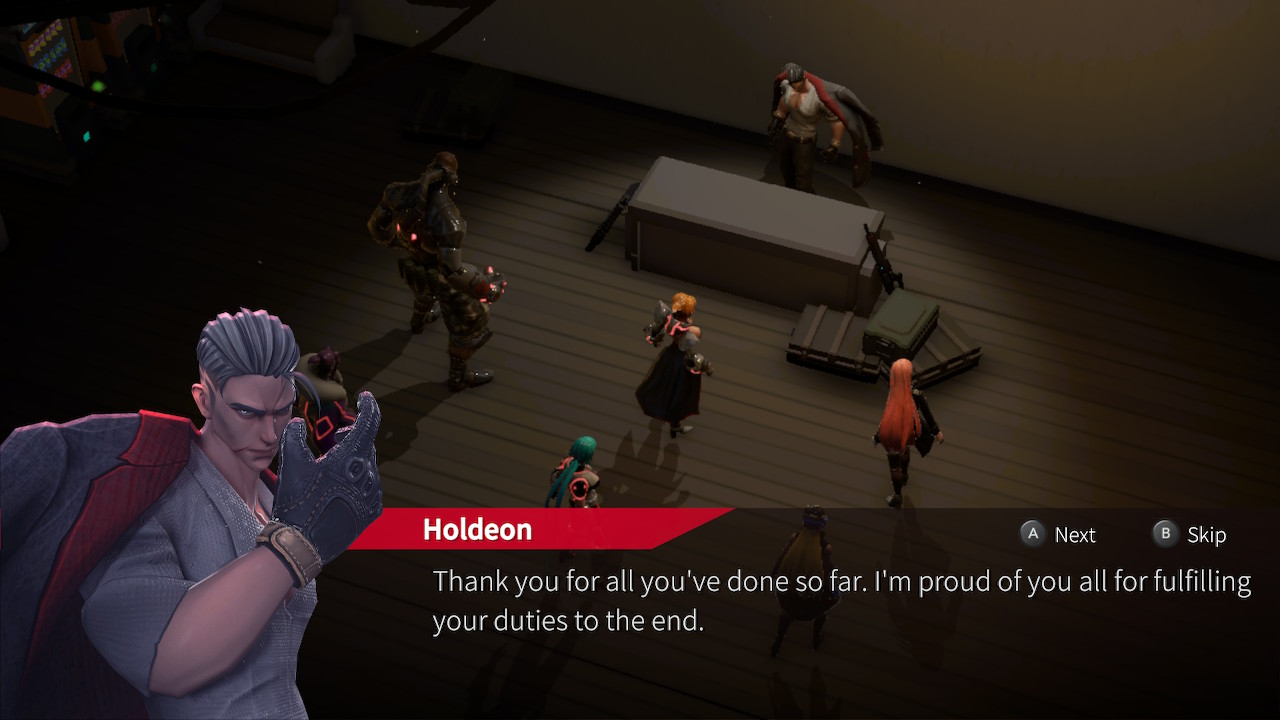 Holdeon
A Next B Skip
Thank you for all you've done so far. I'm proud of you all for fulfilling
your duties to the end.